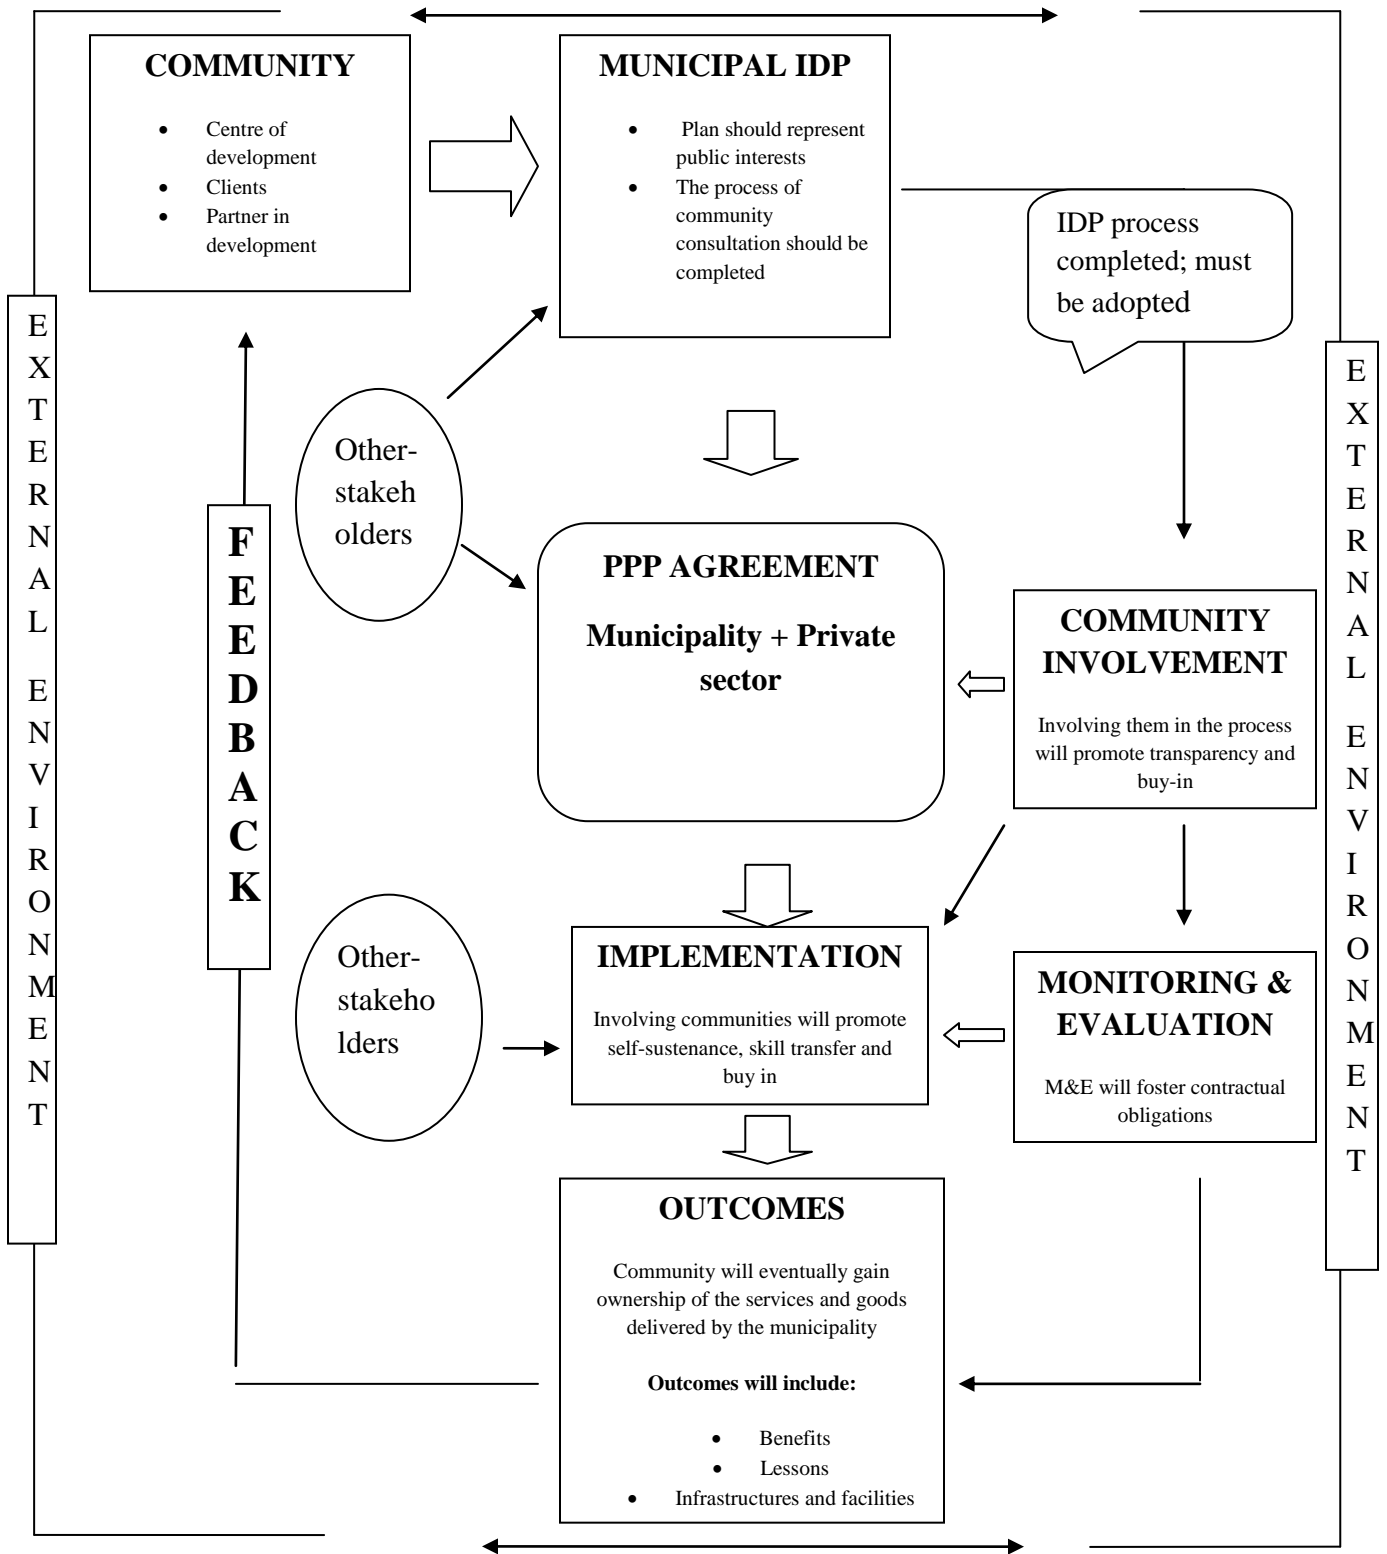 COMMUNITY
• Centre of
development
• Clients
• Partner in
development
MUNICIPAL IDP
• Plan should represent
public interests
• The process of
community
consultation should be
completed
IDP process
completed; must
be adopted
E
X
T
E
R
N
A
L
E
N
V
I
R
O
N
M
E
N
T
Other-
stakeh
olders
F
E
E
D
B
A
C
K
PPP AGREEMENT
Municipality + Private
sector
COMMUNITY
INVOLVEMENT
Involving them in the process
will promote transparency and
buy-in
E
X
T
E
R
N
A
L
E
N
V
I
R
O
N
M
E
N
T
Other-
stakeho
lders
IMPLEMENTATION
Involving communities will promote
self-sustenance, skill transfer and
buy in
MONITORING &
EVALUATION
M&E will foster contractual
obligations
OUTCOMES
Community will eventually gain
ownership of the services and goods
delivered by the municipality
Outcomes will include:
• Benefits
• Lessons
• Infrastructures and facilities